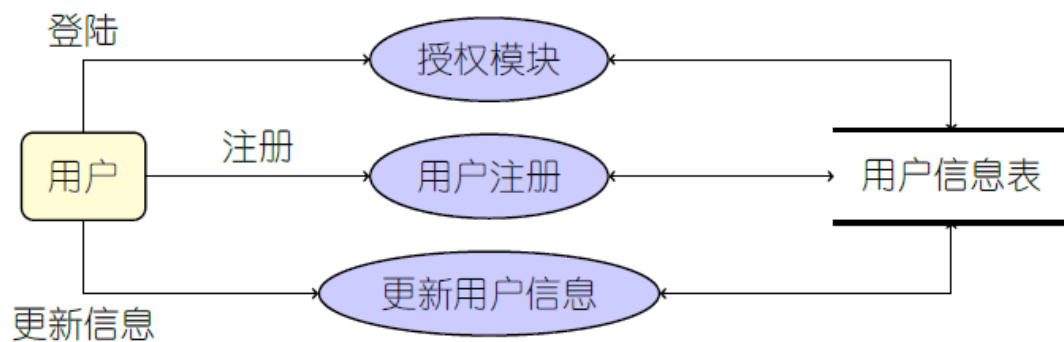 登陆
授权模块
注册
用户
用户注册
用户信息表
更新用户信息
更新信息